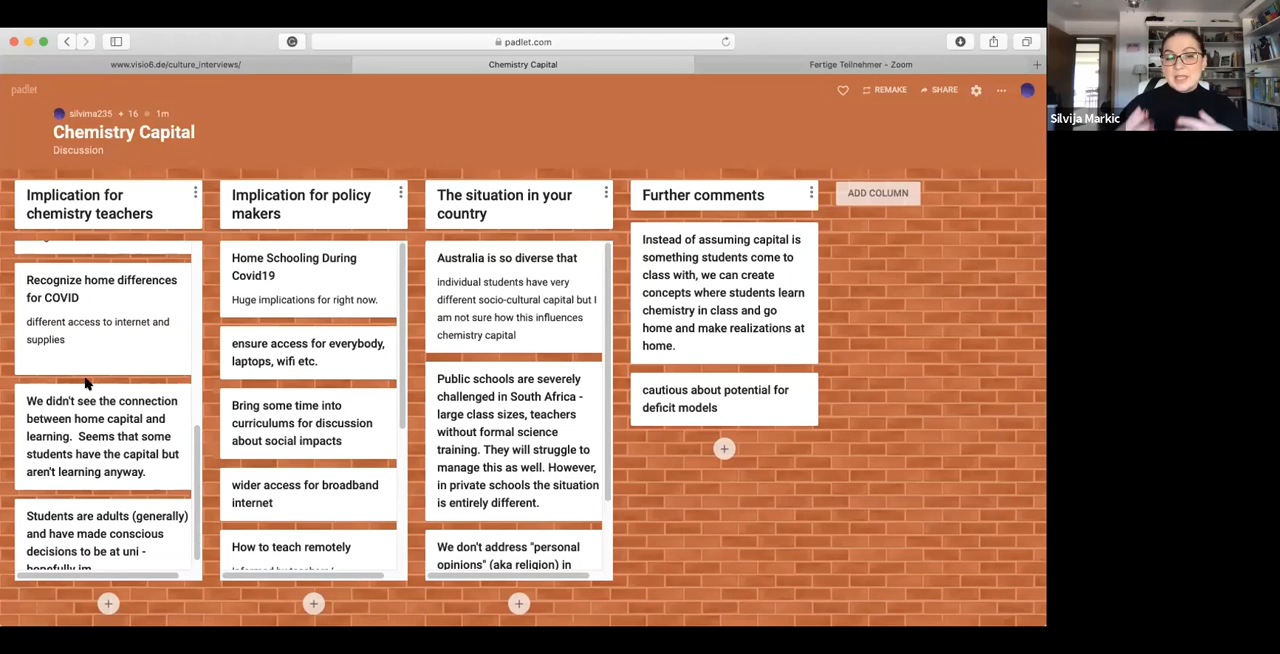 padlet.com
www.visio6.de/culture_interviews/
Chemistry Capital
Fertige Teilnehmer - Zoom
padlet
REMAKE
SHARE
silvima235 + 16 1m
Chemistry Capital
Discussion
Implication for
chemistry teachers
Recognize home differences
for COVID
different access to internet and
supplies
We didn't see the connection
between home capital and
learning. Seems that some
students have the capital but
aren't learning anyway.
Students are adults (generally)
and have made conscious
decisions to be at uni -
hopefully im
Implication for policy
makers
Home Schooling During
Covid19
Huge implications for right now.
ensure access for everybody,
laptops, wifi etc.
Bring some time into
curriculums for discussion
about social impacts
wider access for broadband
internet
How to teach remotely
Informed by teachers/
The situation in your
country
Australia is so diverse that
individual students have very
different socio-cultural capital but I
am not sure how this influences
chemistry capital
Public schools are severely
challenged in South Africa -
large class sizes, teachers
without formal science
training. They will struggle to
manage this as well. However,
in private schools the situation
is entirely different.
We don't address "personal
opinions" (aka religion) in
Further comments
Instead of assuming capital is
something students come to
class with, we can create
concepts where students learn
chemistry in class and go
home and make realizations at
home.
cautious about potential for
deficit models
ADD COLUMN
Silvija Markic